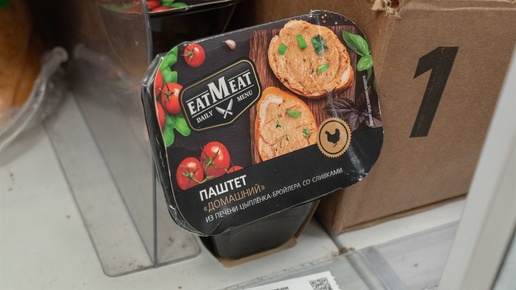 EATMEAT
DAILY MENU
ПАШТЕТ
«ДОМАШНИЙ»
ИЗ ПЕЧЕНИ ЦЫПЛЁНКА-БРОЙЛЕРА СО СЛИВКАМИ
1